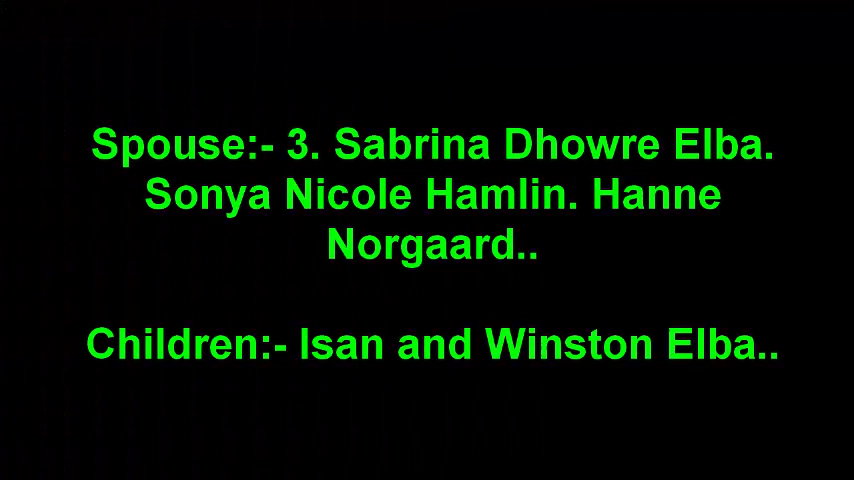 Spouse:- 3. Sabrina Dhowre Elba.
Sonya Nicole Hamlin. Hanne
Norgaard..
Children:- Isan and Winston Elba..